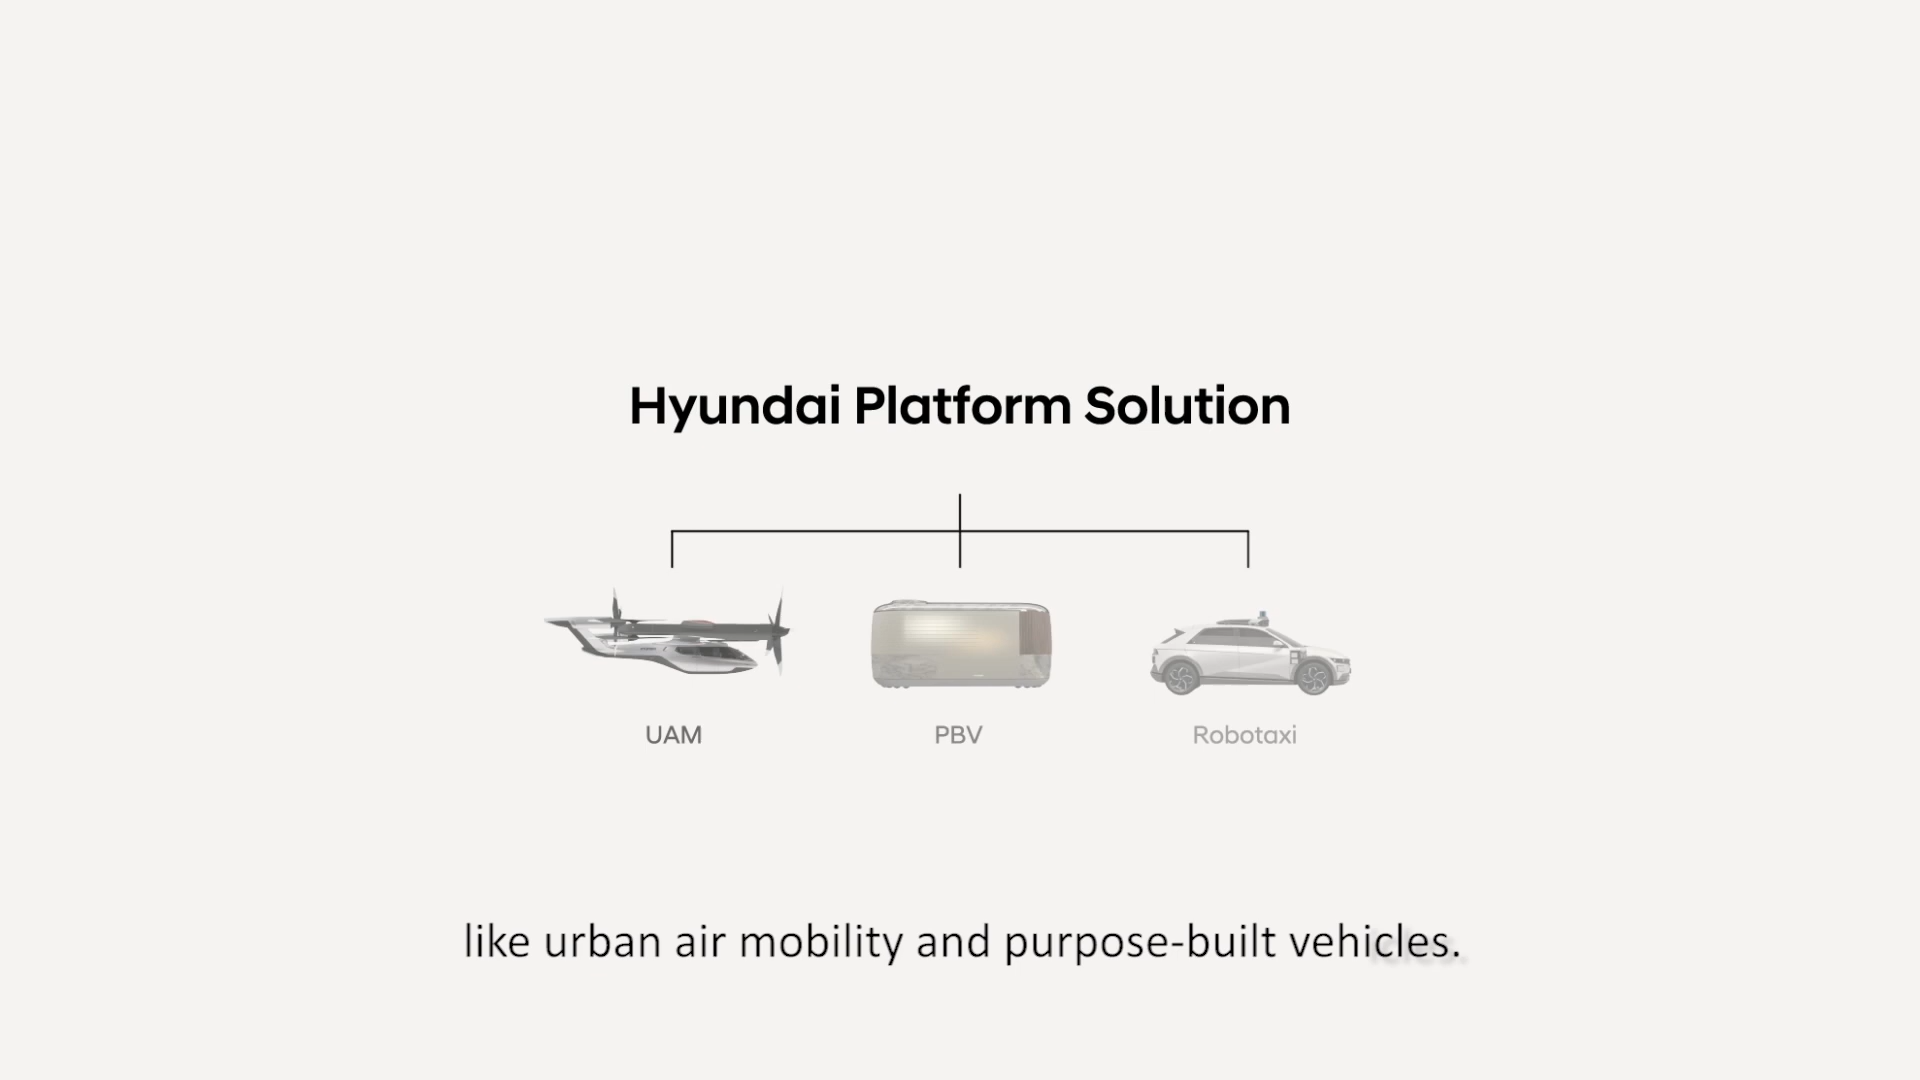 Hyundai Platform Solution
UAM
PBV
Robotaxi
like urban air mobility and purpose-built vehicles.